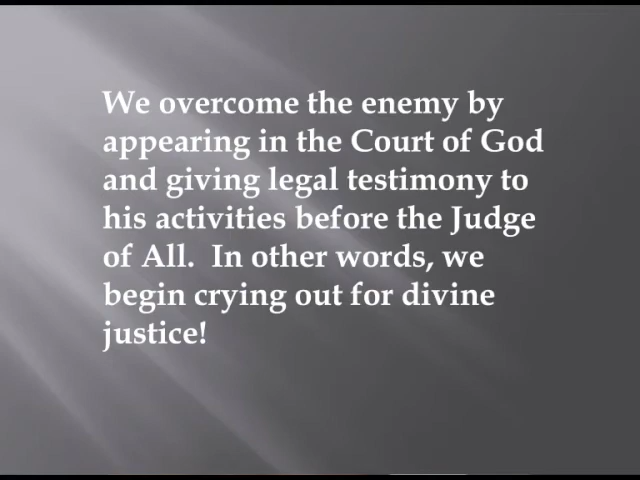 We overcome the enemy by
appearing in the Court of God
and giving legal testimony to
his activities before the Judge
of All.  In other words, we
begin crying out for divine
justice!